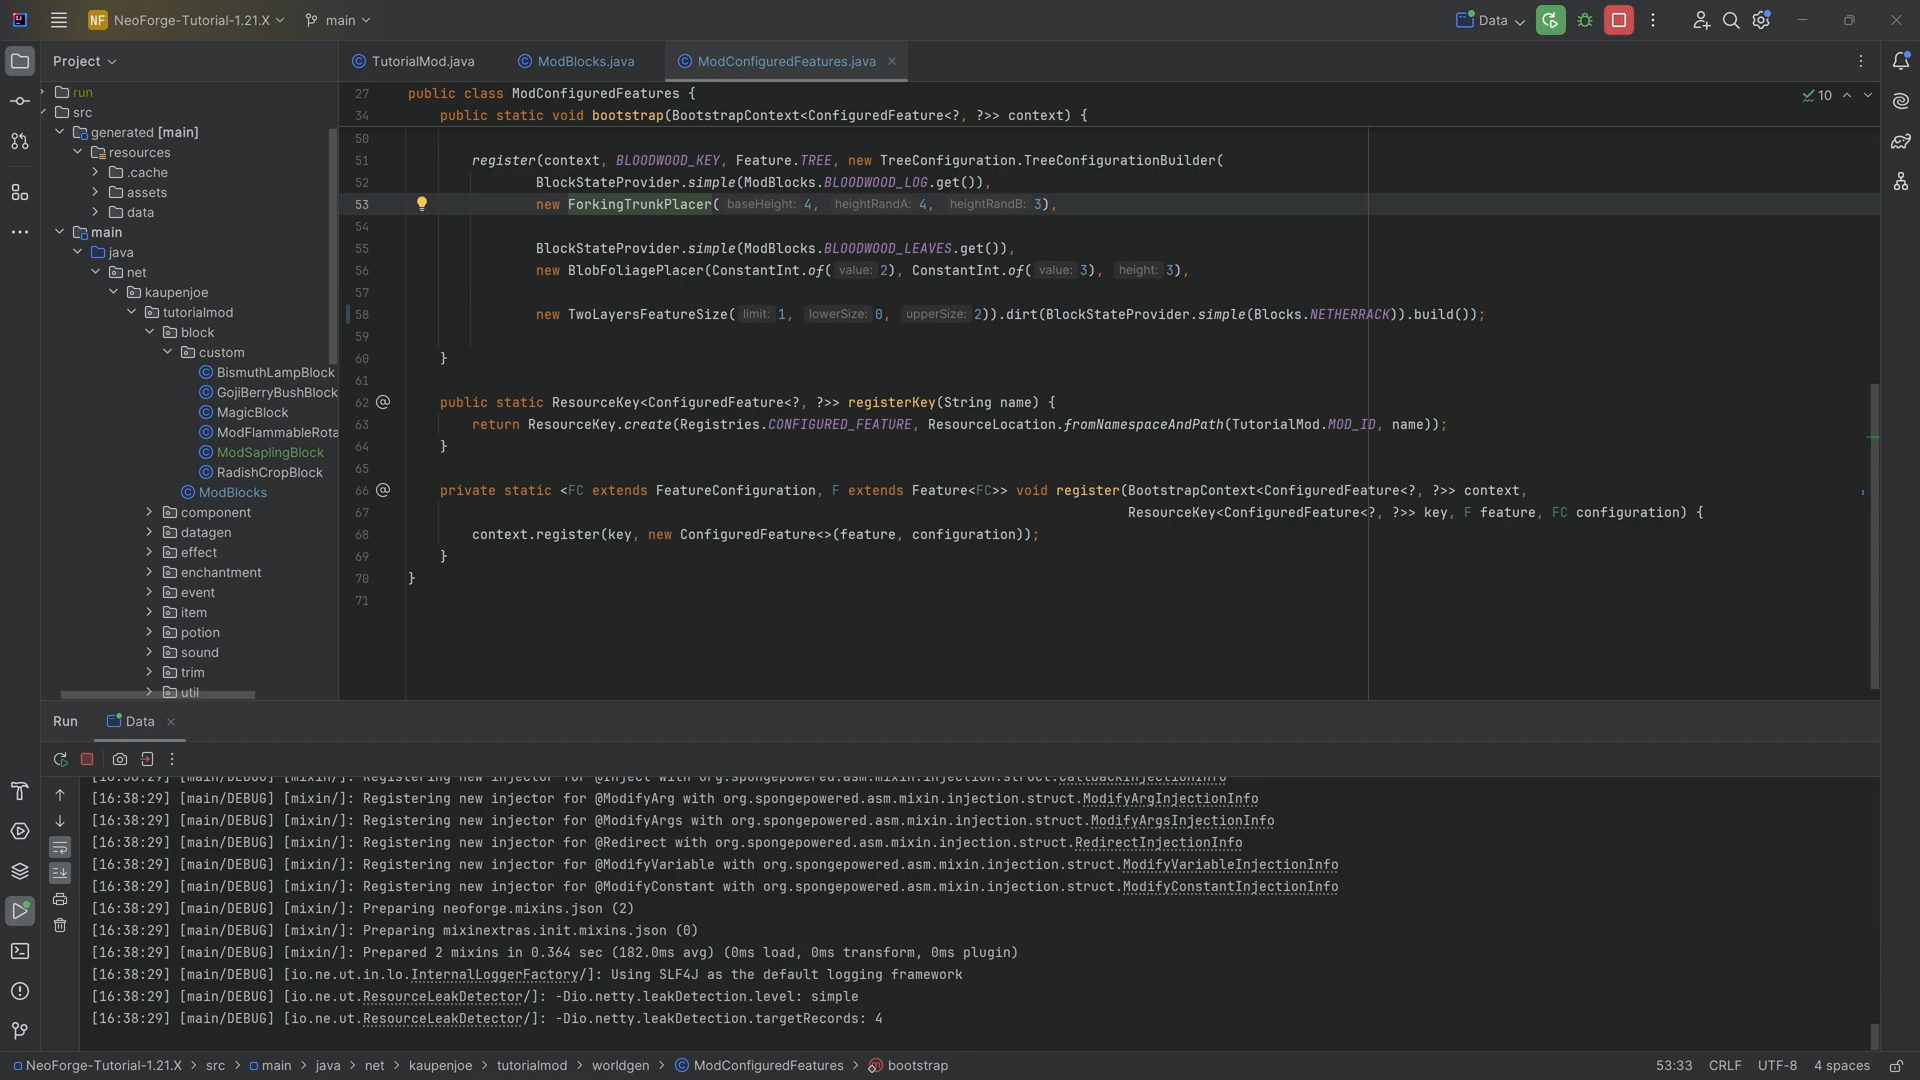 NF NeoForge-Tutorial-1.21.X main Data
Project
run
src
generated [main]
resources
.cache
assets
data
main
java
net
kaupenjoe
tutorialmod
block
custom
BismuthLampBlock
GojiBerryBushBlock
MagicBlock
ModFlammableRota
ModSaplingBlock
RadishCropBlock
ModBlocks
component
datagen
effect
enchantment
event
item
potion
sound
trim
util
TutorialMod.java ModBlocks.java ModConfiguredFeatures.java
10
27 public class ModConfiguredFeatures {
34 public static void bootstrap(BootstrapContext<ConfiguredFeature<?, ?>> context) {
50
51 register(context, BLOODWOOD_KEY, Feature.TREE, new TreeConfiguration.TreeConfigurationBuilder(
52 BlockStateProvider.simple(ModBlocks.BLOODWOOD_LOG.get()),
53 new ForkingTrunkPlacer( baseHeight: 4, heightRandA: 4, heightRandB: 3),
54
55 BlockStateProvider.simple(ModBlocks.BLOODWOOD_LEAVES.get()),
56 new BlobFoliagePlacer(ConstantInt.of( value: 2), ConstantInt.of( value: 3), height: 3),
57
58 new TwoLayersFeatureSize( limit: 1, lowerSize: 0, upperSize: 2)).dirt(BlockStateProvider.simple(Blocks.NETHERRACK)).build());
59
60 }
61
62 @ public static ResourceKey<ConfiguredFeature<?, ?>> registerKey(String name) {
63 return ResourceKey.create(Registries.CONFIGURED_FEATURE, ResourceLocation.fromNamespaceAndPath(TutorialMod.MOD_ID, name));
64 }
65
66 @ private static <FC extends FeatureConfiguration, F extends Feature<FC>> void register(BootstrapContext<ConfiguredFeature<?, ?>> context,
67 ResourceKey<ConfiguredFeature<?, ?>> key, F feature, FC configuration) {
68 context.register(key, new ConfiguredFeature<>(feature, configuration));
69 }
70 }
71
Run Data
[16:38:29] [main/DEBUG] [mixin/]: Registering new injector for @Inject with org.spongepowered.asm.mixin.injection.struct.CallbackInjectionInfo
[16:38:29] [main/DEBUG] [mixin/]: Registering new injector for @ModifyArg with org.spongepowered.asm.mixin.injection.struct.ModifyArgInjectionInfo
[16:38:29] [main/DEBUG] [mixin/]: Registering new injector for @ModifyArgs with org.spongepowered.asm.mixin.injection.struct.ModifyArgsInjectionInfo
[16:38:29] [main/DEBUG] [mixin/]: Registering new injector for @Redirect with org.spongepowered.asm.mixin.injection.struct.RedirectInjectionInfo
[16:38:29] [main/DEBUG] [mixin/]: Registering new injector for @ModifyVariable with org.spongepowered.asm.mixin.injection.struct.ModifyVariableInjectionInfo
[16:38:29] [main/DEBUG] [mixin/]: Registering new injector for @ModifyConstant with org.spongepowered.asm.mixin.injection.struct.ModifyConstantInjectionInfo
[16:38:29] [main/DEBUG] [mixin/]: Preparing neoforge.mixins.json (2)
[16:38:29] [main/DEBUG] [mixin/]: Preparing mixinextras.init.mixins.json (0)
[16:38:29] [main/DEBUG] [mixin/]: Prepared 2 mixins in 0.364 sec (182.0ms avg) (0ms load, 0ms transform, 0ms plugin)
[16:38:29] [main/DEBUG] [io.ne.ut.in.lo.InternalLoggerFactory/]: Using SLF4J as the default logging framework
[16:38:29] [main/DEBUG] [io.ne.ut.ResourceLeakDetector/]: -Dio.netty.leakDetection.level: simple
[16:38:29] [main/DEBUG] [io.ne.ut.ResourceLeakDetector/]: -Dio.netty.leakDetection.targetRecords: 4
NeoForge-Tutorial-1.21.X > src > main > java > net > kaupenjoe > tutorialmod > worldgen > ModConfiguredFeatures > bootstrap 53:33 CRLF UTF-8 4 spaces